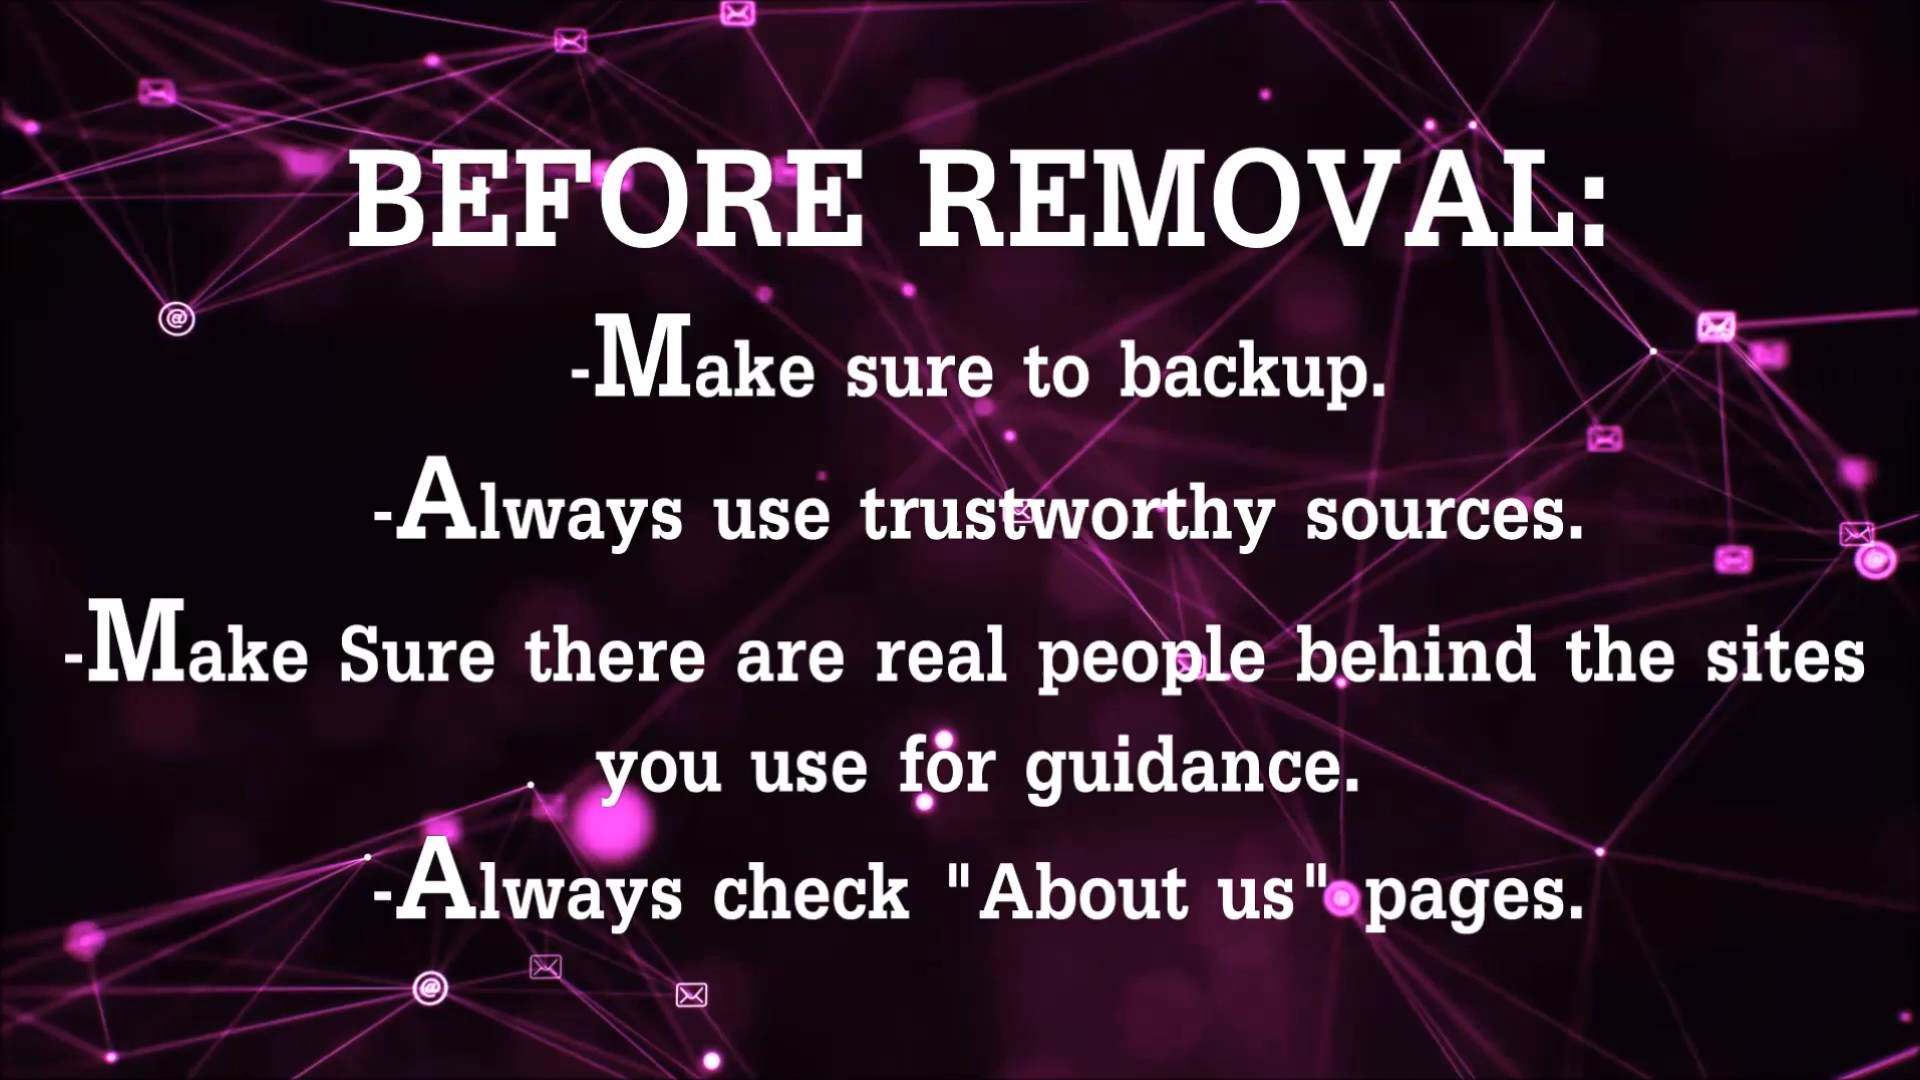 BEFORE REMOVAL:
-Make sure to backup.
-Always use trustworthy sources.
-Make Sure there are real people behind the sites
you use for guidance.
-Always check "About us" pages.